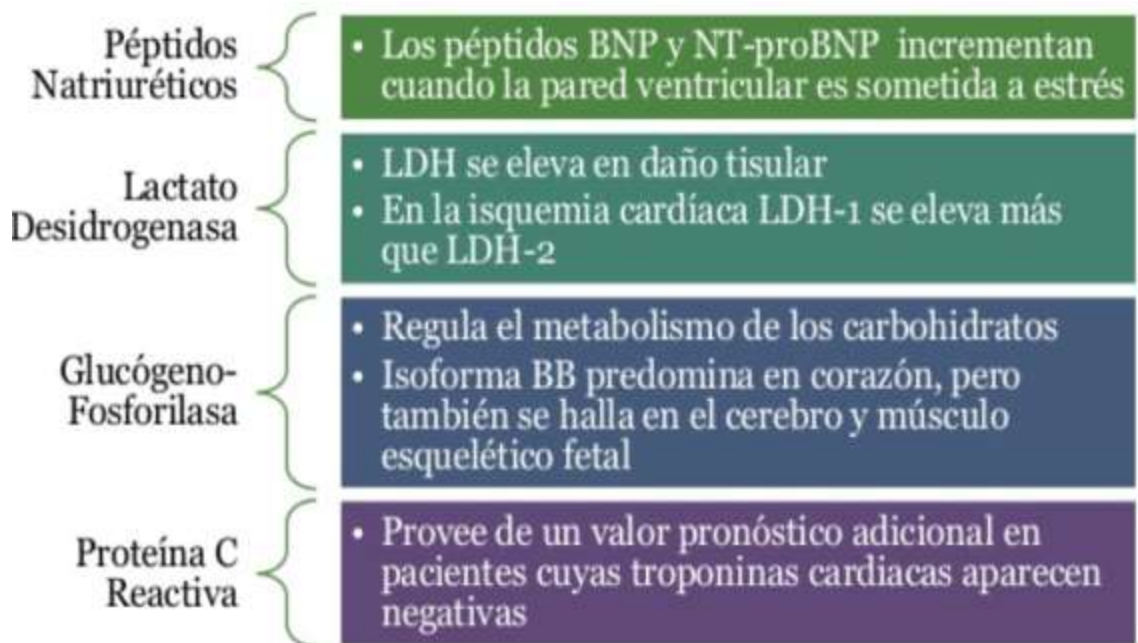 Péptidos
Natriuréticos
• Los péptidos BNP y NT-proBNP incrementan
cuando la pared ventricular es sometida a estrés
Lactato
Desidrogenasa
• LDH se eleva en daño tisular
• En la isquemia cardíaca LDH-1 se eleva más
que LDH-2
Glucógeno-
Fosforilasa
• Regula el metabolismo de los carbohidratos
• Isoforma BB predomina en corazón, pero
también se halla en el cerebro y músculo
esquelético fetal
Proteína C
Reactiva
• Provee de un valor pronóstico adicional en
pacientes cuyas troponinas cardiacas aparecen
negativas